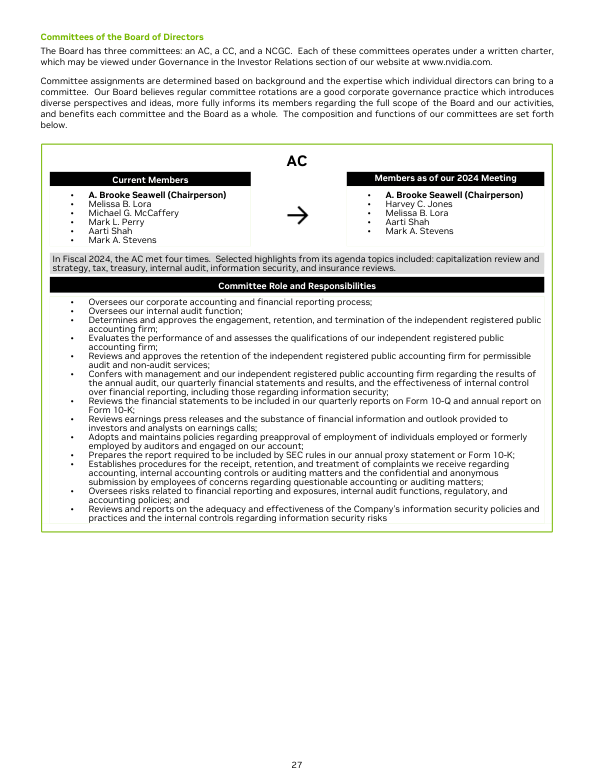 Committees of the Board of Directors
The Board has three committees: an AC, a CC, and a NCGC. Each of these committees operates under a written charter,
which may be viewed under Governance in the Investor Relations section of our website at www.nvidia.com.
Committee assignments are determined based on background and the expertise which individual directors can bring to a
committee. Our Board believes regular committee rotations are a good corporate governance practice which introduces
diverse perspectives and ideas, more fully informs its members regarding the full scope of the Board and our activities,
and benefits each committee and the Board as a whole. The composition and functions of our committees are set forth
below.
AC
Current Members
• A. Brooke Seawell (Chairperson)
• Melissa B. Lora
• Michael G. McCaffery
• Mark L. Perry
• Aarti Shah
• Mark A. Stevens
→
Members as of our 2024 Meeting
• A. Brooke Seawell (Chairperson)
• Harvey C. Jones
• Melissa B. Lora
• Aarti Shah
• Mark A. Stevens
In Fiscal 2024, the AC met four times. Selected highlights from its agenda topics included: capitalization review and
strategy, tax, treasury, internal audit, information security, and insurance reviews.
Committee Role and Responsibilities
• Oversees our corporate accounting and financial reporting process;
• Oversees our internal audit function;
• Determines and approves the engagement, retention, and termination of the independent registered public
accounting firm;
• Evaluates the performance of and assesses the qualifications of our independent registered public
accounting firm;
• Reviews and approves the retention of the independent registered public accounting firm for permissible
audit and non-audit services;
• Confers with management and our independent registered public accounting firm regarding the results of
the annual audit, our quarterly financial statements and results, and the effectiveness of internal control
over financial reporting, including those regarding information security;
• Reviews the financial statements to be included in our quarterly reports on Form 10-Q and annual report on
Form 10-K;
• Reviews earnings press releases and the substance of financial information and outlook provided to
investors and analysts on earnings calls;
• Adopts and maintains policies regarding preapproval of employment of individuals employed or formerly
employed by auditors and engaged on our account;
• Prepares the report required to be included by SEC rules in our annual proxy statement or Form 10-K;
• Establishes procedures for the receipt, retention, and treatment of complaints we receive regarding
accounting, internal accounting controls or auditing matters and the confidential and anonymous
submission by employees of concerns regarding questionable accounting or auditing matters;
• Oversees risks related to financial reporting and exposures, internal audit functions, regulatory, and
accounting policies; and
• Reviews and reports on the adequacy and effectiveness of the Company's information security policies and
practices and the internal controls regarding information security risks
27